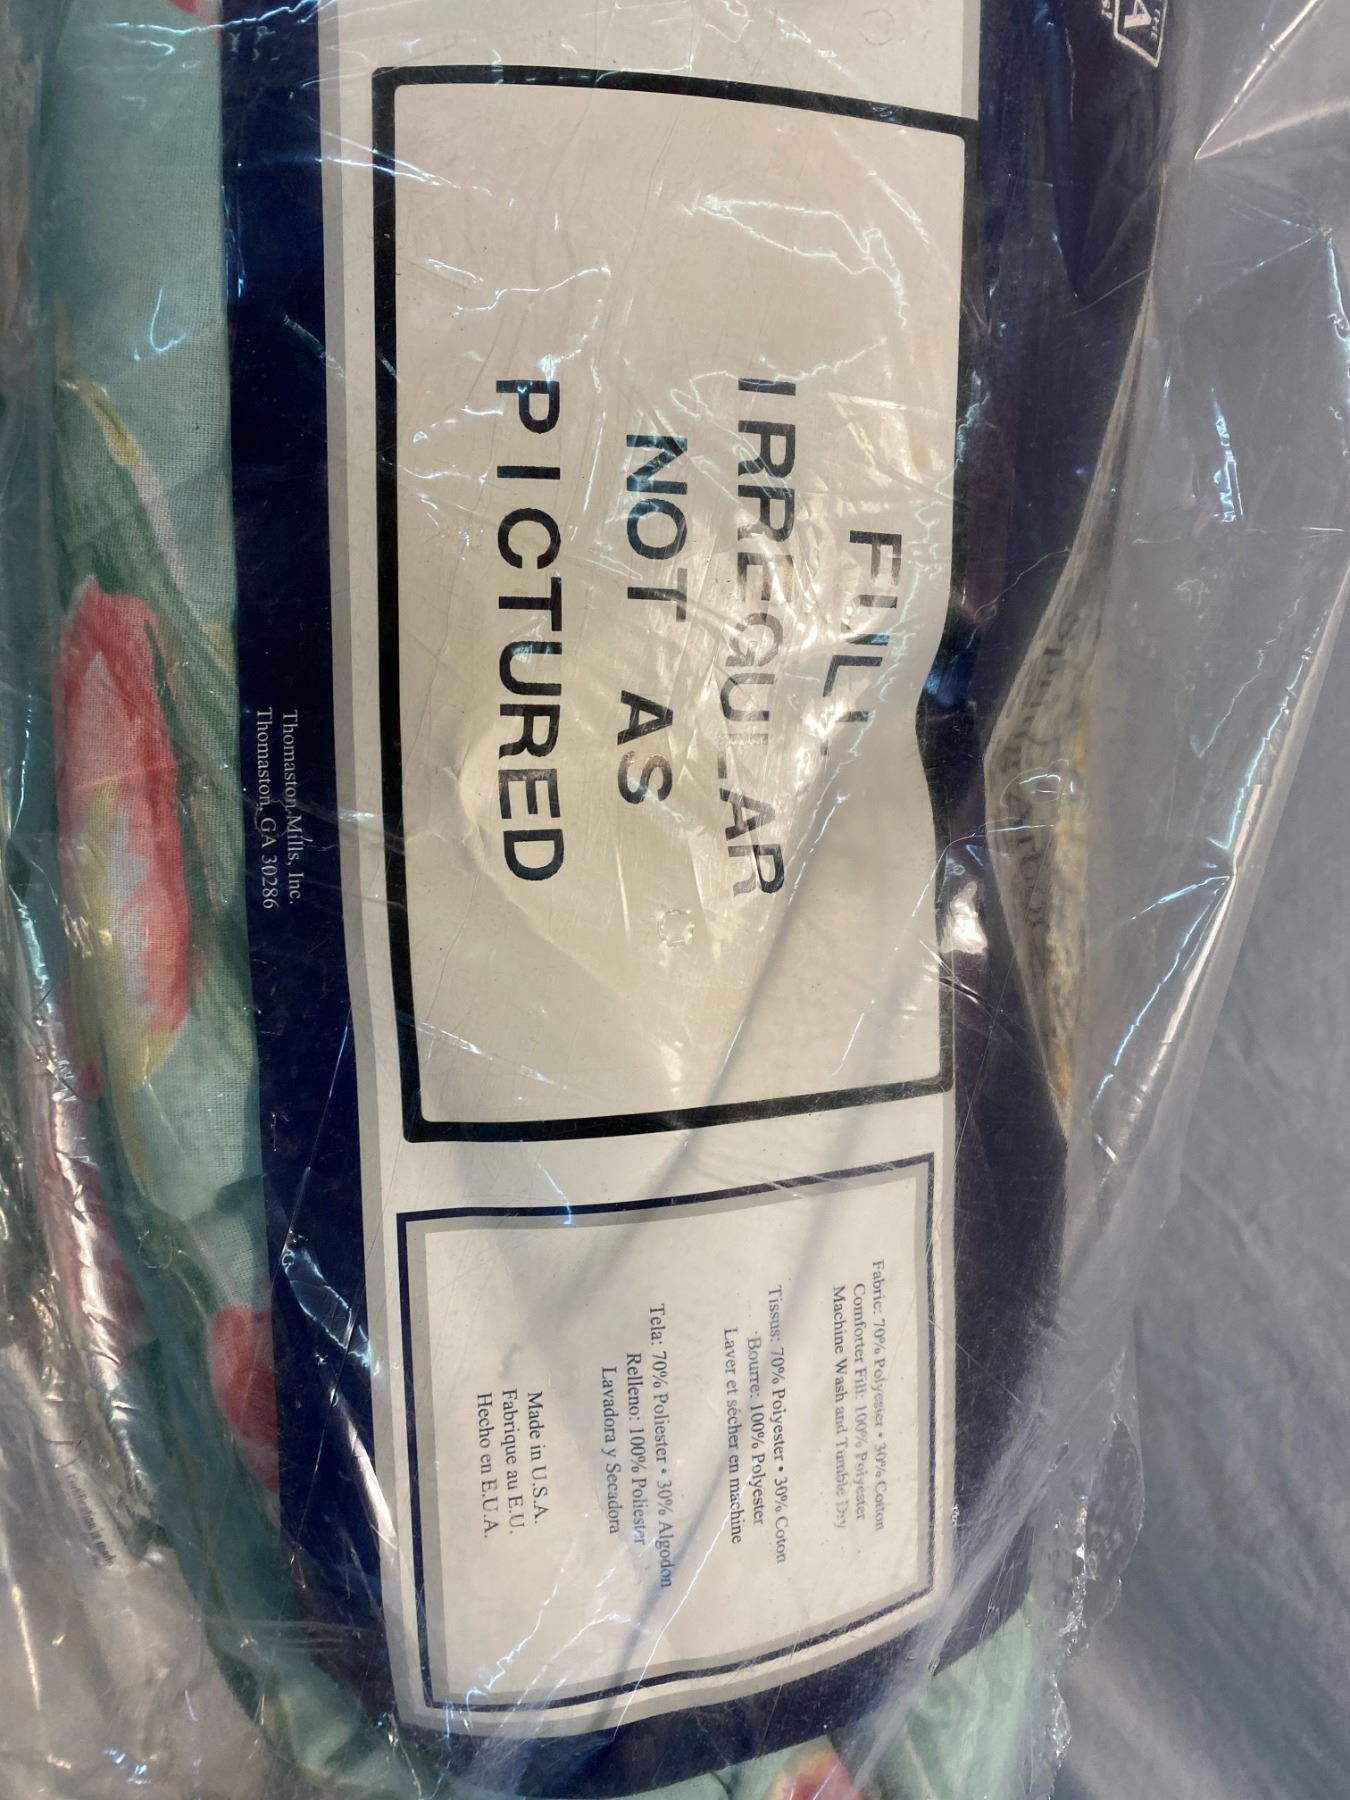 FULL
IRREGULAR
NOT AS
PICTURED
Fabric: 70% Polyester • 30% Cotton
Comforter Fill: 100% Polyester
Machine Wash and Tumble Dry
Tissus: 70% Polyester • 30% Coton
Bourre: 100% Polyester
Laver et sécher en machine
Tela: 70% Poliester • 30% Algodon
Relleno: 100% Poliester
Lavadora y Secadora
Made in U.S.A.
Fabrique au E.U.
Hecho en E.U.A.
Thomaston Mills, Inc.
Thomaston, GA 30286